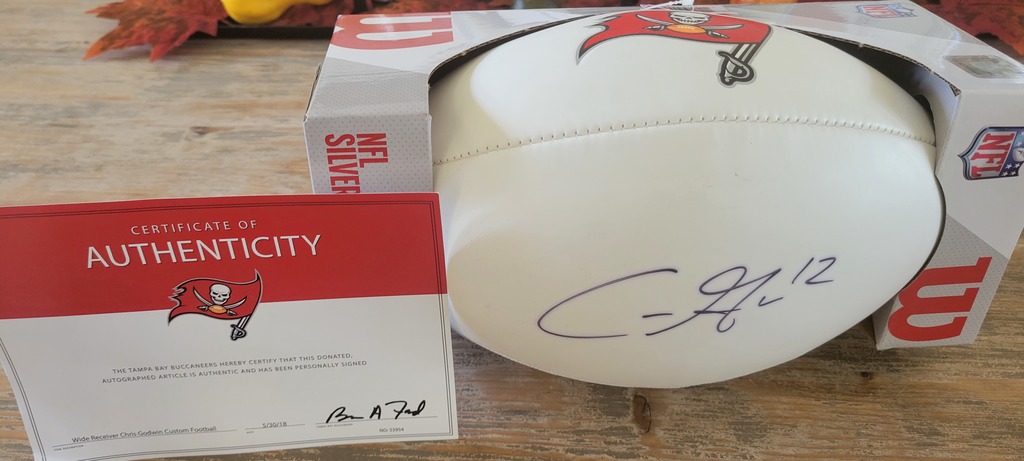 NFL
SILVER
NFL
CERTIFICATE OF
AUTHENTICITY
THE TAMPA BAY BUCCANEERS HEREBY CERTIFY THAT THIS DONATED,
AUTOGRAPHED ARTICLE IS AUTHENTIC AND HAS BEEN PERSONALLY SIGNED
12
Wide Receiver Chris Godwin Custom Football 5/30/18
NO 33954